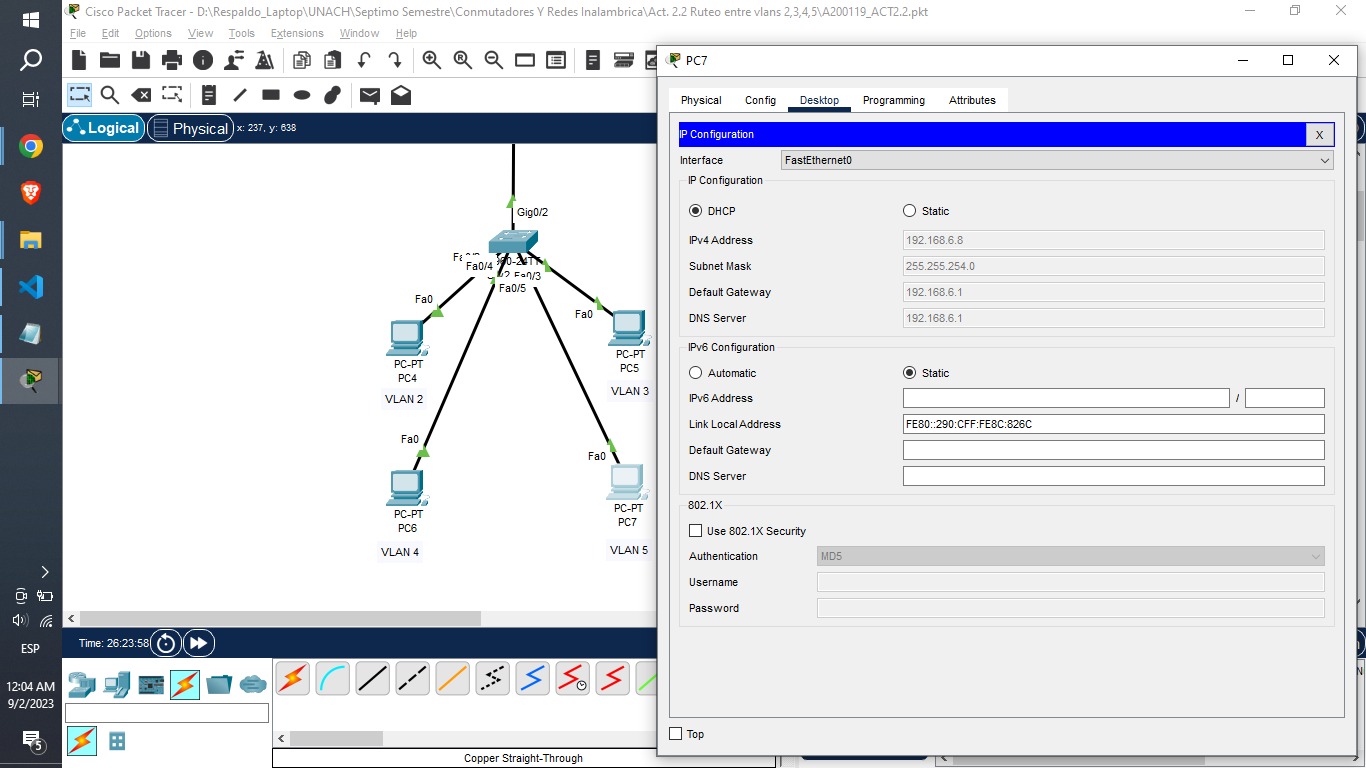 Cisco Packet Tracer - D:\Respaldo_Laptop\UNACH\Septimo Semestre\Conmutadores Y Redes Inalambrica\Act. 2.2 Ruteo entre vlans 2,3,4,5\A200119_ACT2.2.pkt
File Edit Options View Tools Extensions Window Help
Logical Physical x: 237, y: 638
Gig0/2
Fa0/4
Fa0/3
Fa0/5
Fa0
PC-PT
PC4
VLAN 2
Fa0
PC-PT
PC5
VLAN 3
Fa0
PC-PT
PC6
VLAN 4
Fa0
PC-PT
PC7
VLAN 5
Time: 26:23:58
Copper Straight-Through
ESP
12:04 AM
9/2/2023
5
PC7
Physical Config Desktop Programming Attributes
IP Configuration X
Interface FastEthernet0
IP Configuration
DHCP Static
IPv4 Address 192.168.6.8
Subnet Mask 255.255.254.0
Default Gateway 192.168.6.1
DNS Server 192.168.6.1
IPv6 Configuration
Automatic Static
IPv6 Address /
Link Local Address FE80::290:CFF:FE8C:826C
Default Gateway
DNS Server
802.1X
Use 802.1X Security
Authentication MD5
Username
Password
Top